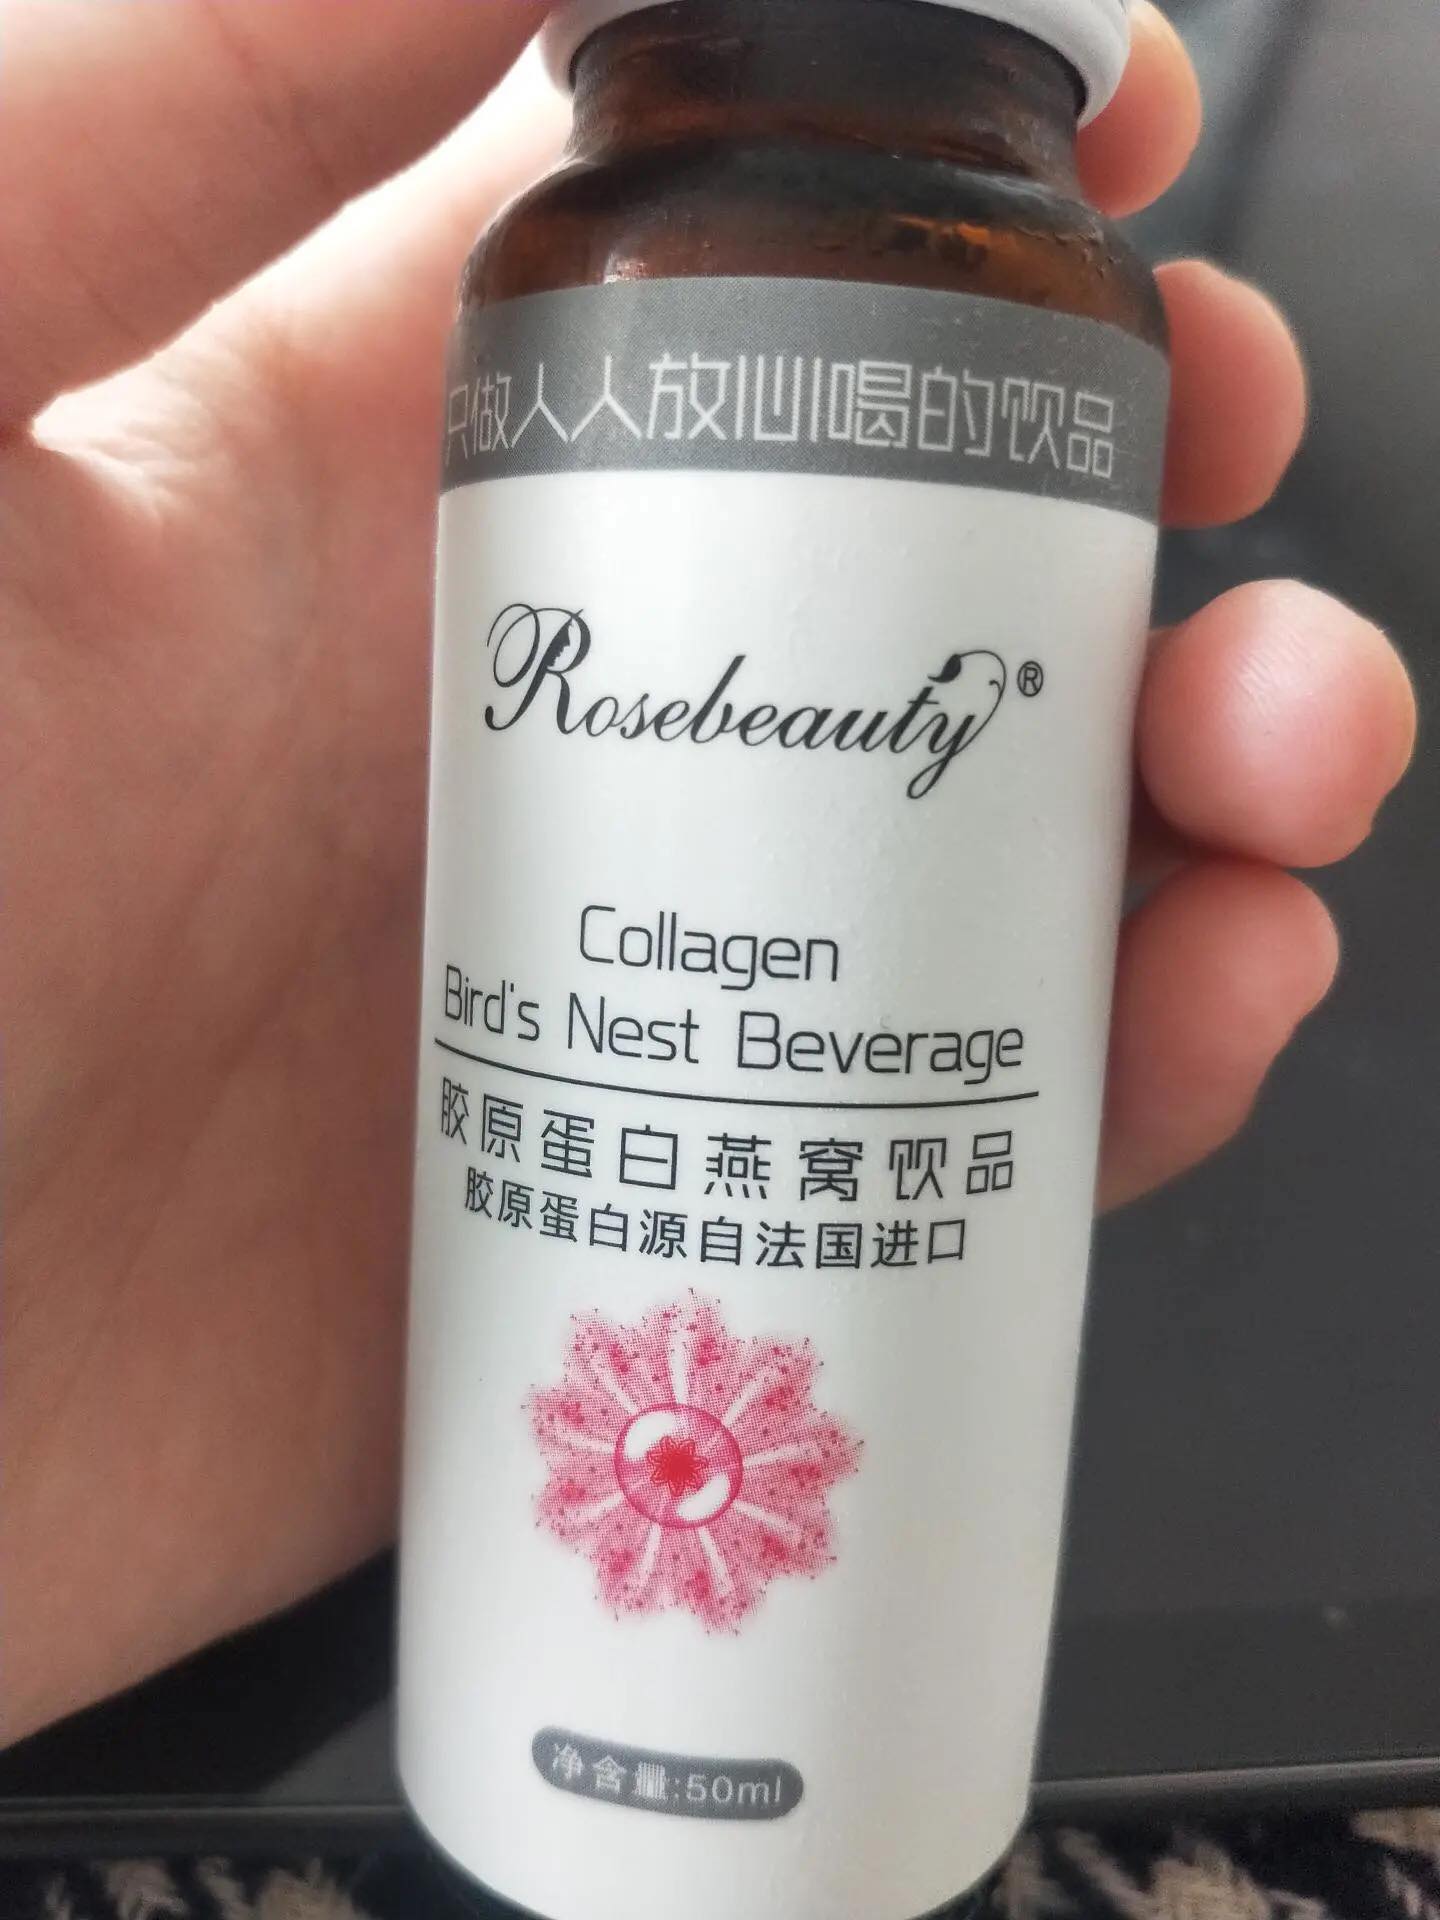 只做人人放心喝的饮品
Rosebeauty®
Collagen
Bird's Nest Beverage
胶原蛋白燕窝饮品
胶原蛋白源自法国进口
净含量:50ml